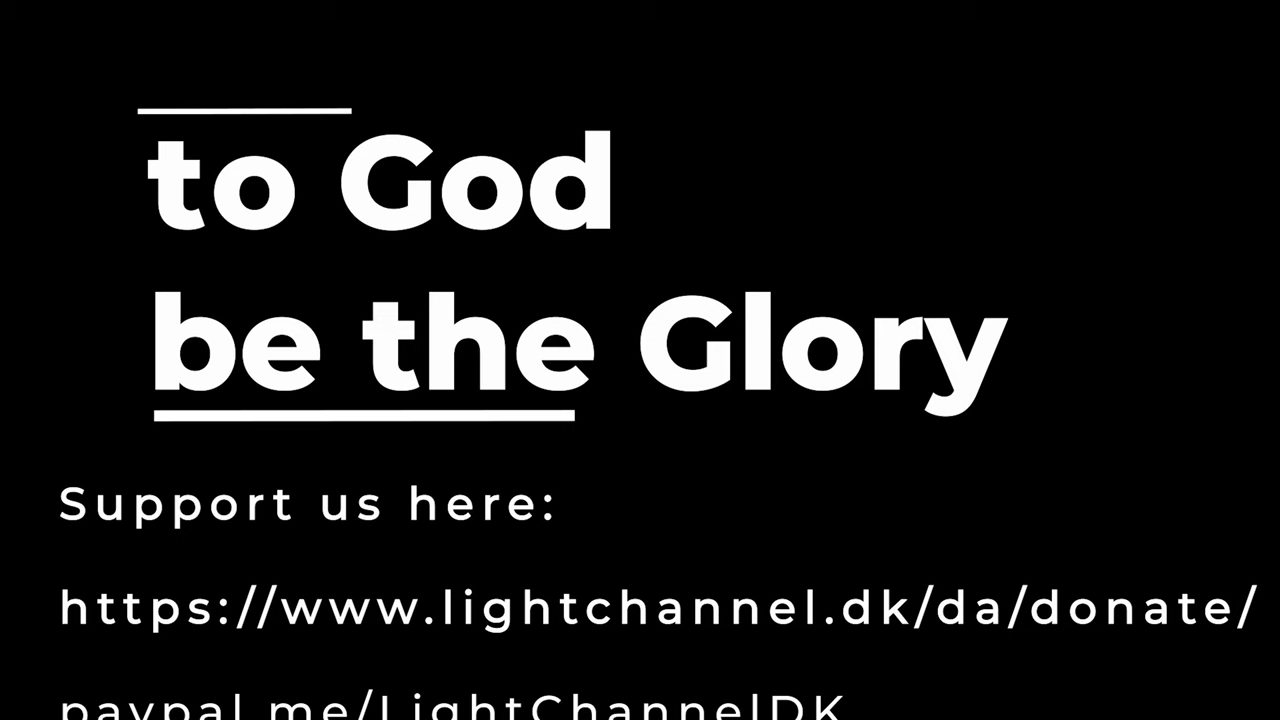 to God
be the Glory
Support us here:
https://www.lightchannel.dk/da/donate/
paypal.me/LightChannelDK